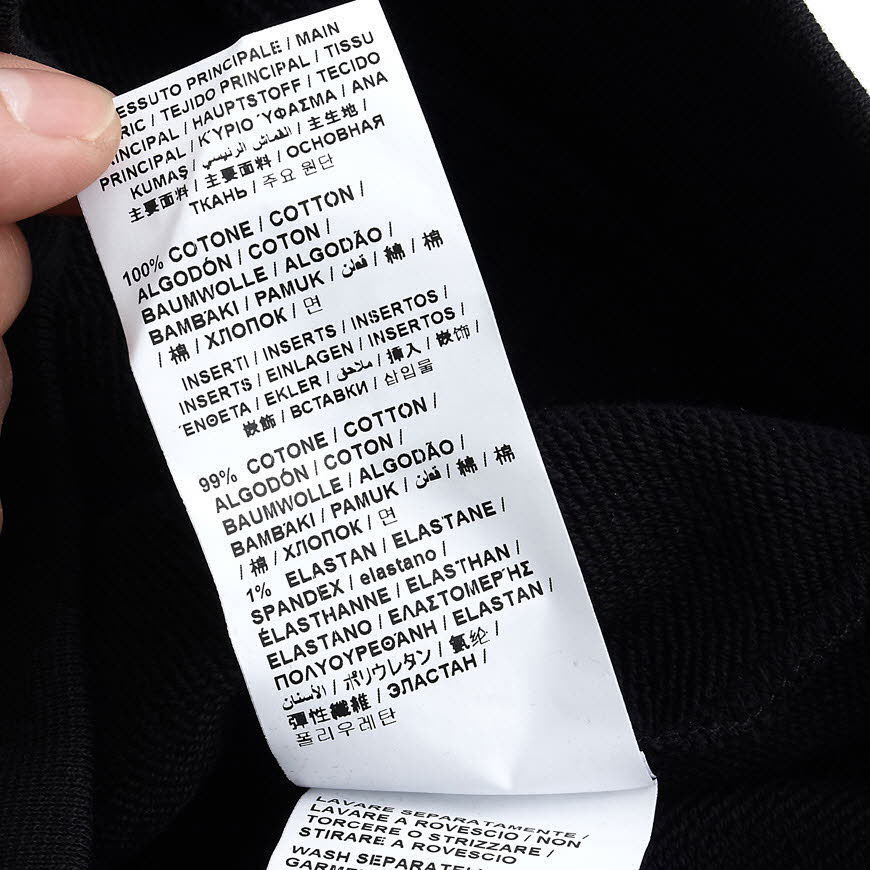 ESSUTO PRINCIPALE / MAIN
RIC / TEJIDO PRINCIPAL / TISSU
INCIPAL / HAUPTSTOFF / TECIDO
PRINCIPAL / ΚΎΡΙΟ ΎΦΑΣΜΑ / ANA
KUMAŞ / القماش الرئيسي / 主生地 /
主要面料 / 主要面料 / ОСНОВНАЯ
ТКАНЬ / 주요 원단
100% COTONE / COTTON /
ALGODÓN / COTON /
BAUMWOLLE / ALGODÃO /
ΒΑΜΒΆΚΙ / PAMUK / قطن / 綿 / 棉
/ 棉 / ХЛОПОК / 면
INSERTI / INSERTS / INSERTOS /
INSERTS / EINLAGEN / INSERTOS /
ΈΝΘΕΤΑ / EKLER / ملاحق / 挿入 / 嵌饰 /
嵌飾 / ВСТАВКИ / 삽입물
99% COTONE / COTTON /
ALGODÓN / COTON /
BAUMWOLLE / ALGODÃO /
ΒΑΜΒΆΚΙ / PAMUK / قطن / 綿 / 棉
/ 棉 / ХЛОПОК / 면
1% ELASTAN / ELASTANE /
SPANDEX / elastano /
ÉLASTHANNE / ELASTHAN /
ELASTANO / ΕΛΑΣΤΟΜΕΡΉΣ
ΠΟΛΥΟΥΡΕΘΆΝΗ / ELASTAN /
الأستان / ポリウレタン / 氨纶 /
彈性纖維 / ЭЛАСТАН /
폴리우레탄
LAVARE SEPARATAMENTE /
LAVARE A ROVESCIO / NON
TORCERE O STRIZZARE /
STIRARE A ROVESCIO
WASH SEPARATEL
GARME